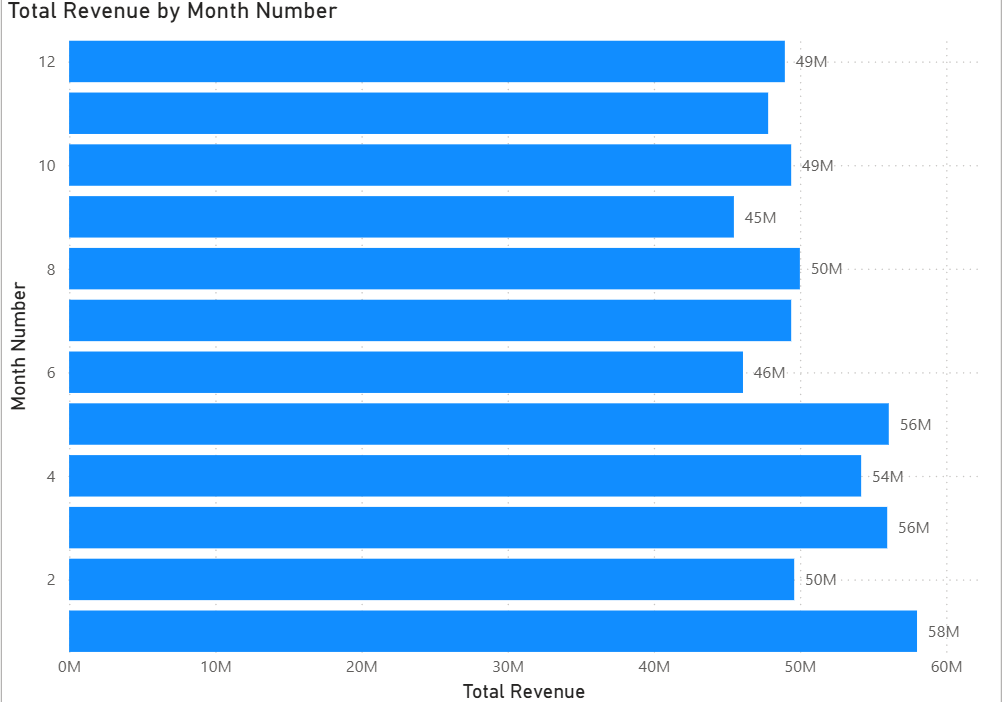 Total Revenue by Month Number
12
49M
10
49M
45M
8
50M
6
46M
56M
4
54M
56M
2
50M
58M
0M 10M 20M 30M 40M 50M 60M
Total Revenue
Month Number